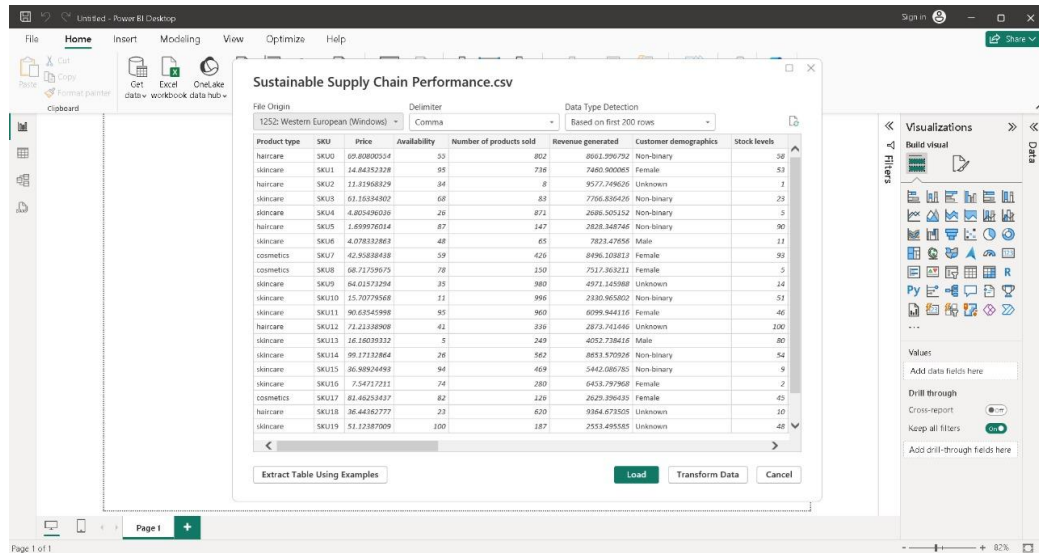 Untitled - Power BI Desktop
Sign in
File Home Insert Modeling View Optimize Help
Share
Paste
Cut
Copy
Format painter
Clipboard
Get data
Excel workbook
OneLake data hub
Sustainable Supply Chain Performance.csv
File Origin Delimiter Data Type Detection
1252: Western European (Windows) Comma Based on first 200 rows
Product type SKU Price Availability Number of products sold Revenue generated Customer demographics Stock levels
haircare SKU0 69.80800554 55 802 8661.996792 Non-binary 58
skincare SKU1 14.84352328 95 736 7460.900065 Female 53
haircare SKU2 11.31968329 34 8 9577.749626 Unknown 1
skincare SKU3 61.16334302 68 83 7766.836426 Non-binary 23
skincare SKU4 4.805496036 26 871 2686.505152 Non-binary 5
haircare SKU5 1.699976014 87 147 2828.348746 Non-binary 90
skincare SKU6 4.078332863 48 65 7823.47656 Male 11
cosmetics SKU7 42.95838438 59 426 8496.103813 Female 93
cosmetics SKU8 68.71759675 78 150 7517.363211 Female 5
skincare SKU9 64.01573294 35 980 4971.145988 Unknown 14
skincare SKU10 15.70779568 11 996 2330.965802 Non-binary 51
skincare SKU11 90.63545998 95 960 6099.944116 Female 46
haircare SKU12 71.21338908 41 336 2873.741446 Unknown 100
skincare SKU13 16.16039332 5 249 4052.738416 Male 80
skincare SKU14 99.17132864 26 562 8653.570926 Non-binary 54
skincare SKU15 36.98924493 94 469 5442.086785 Non-binary 9
skincare SKU16 7.54717211 74 280 6453.797968 Female 2
cosmetics SKU17 81.46253437 82 126 2629.396435 Female 45
haircare SKU18 36.44362777 23 620 9364.673505 Unknown 10
skincare SKU19 51.12387009 100 187 2553.495585 Unknown 48
Extract Table Using Examples Load Transform Data Cancel
Filters
Visualizations
Build visual
R
Py
Values
Add data fields here
Drill through
Cross-report Off
Keep all filters On
Add drill-through fields here
Data
Page 1
Page 1 of 1
82%